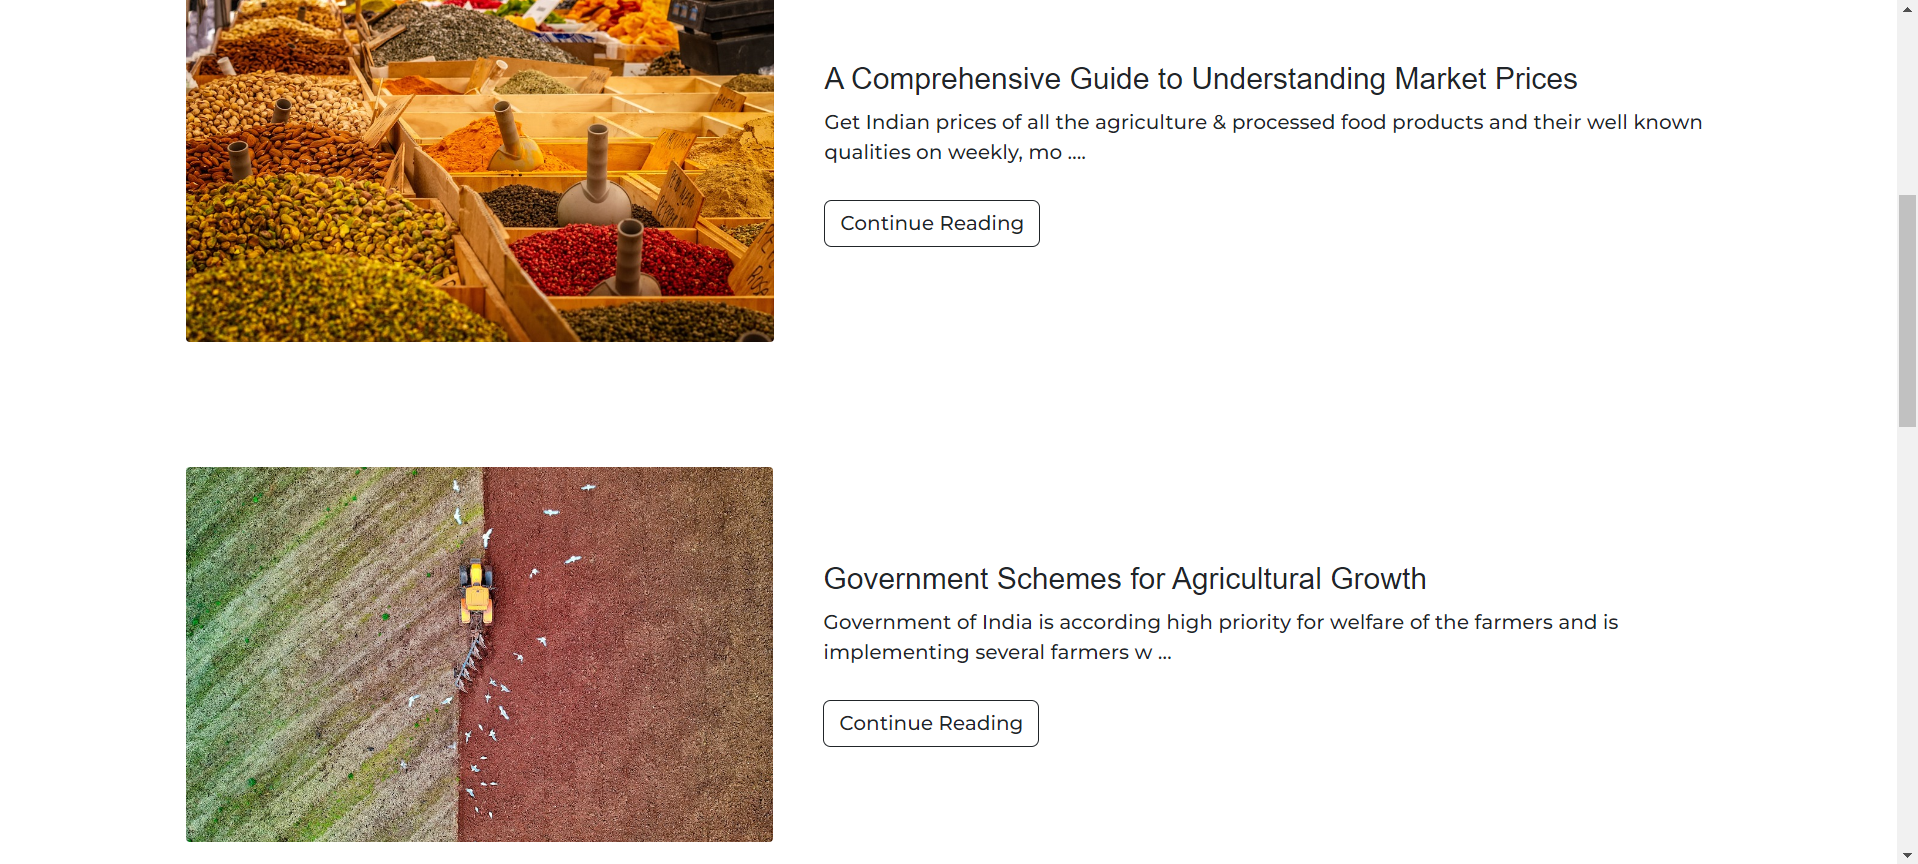 A Comprehensive Guide to Understanding Market Prices
Get Indian prices of all the agriculture & processed food products and their well known
qualities on weekly, mo ....
Continue Reading
Government Schemes for Agricultural Growth
Government of India is according high priority for welfare of the farmers and is
implementing several farmers w ...
Continue Reading